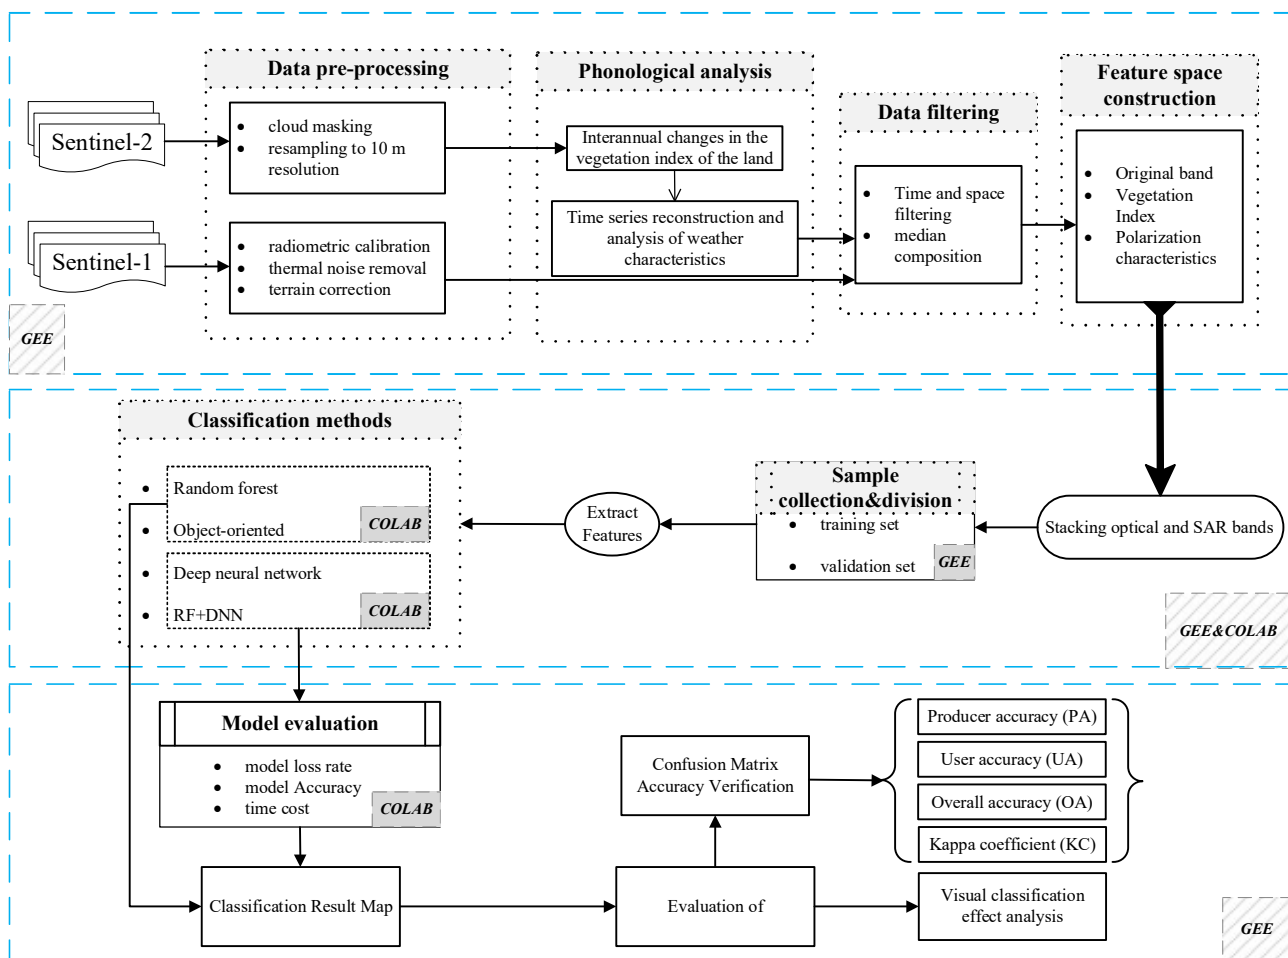 Data pre-processing
Phonological analysis
Data filtering
Feature space
construction
Sentinel-2
• cloud masking
• resampling to 10 m
resolution
Interannual changes in the
vegetation index of the land
Time series reconstruction and
analysis of weather
characteristics
• Time and space
filtering
• median
composition
• Original band
• Vegetation
Index
• Polarization
characteristics
Sentinel-1
• radiometric calibration
• thermal noise removal
• terrain correction
GEE
Classification methods
• Random forest
• Object-oriented
COLAB
• Deep neural network
• RF+DNN
COLAB
Extract
Features
Sample
collection&division
• training set
• validation set
GEE
Stacking optical and SAR bands
GEE&COLAB
Model evaluation
• model loss rate
• model Accuracy
• time cost
COLAB
Classification Result Map
Confusion Matrix
Accuracy Verification
Evaluation of
Producer accuracy (PA)
User accuracy (UA)
Overall accuracy (OA)
Kappa coefficient (KC)
Visual classification
effect analysis
GEE